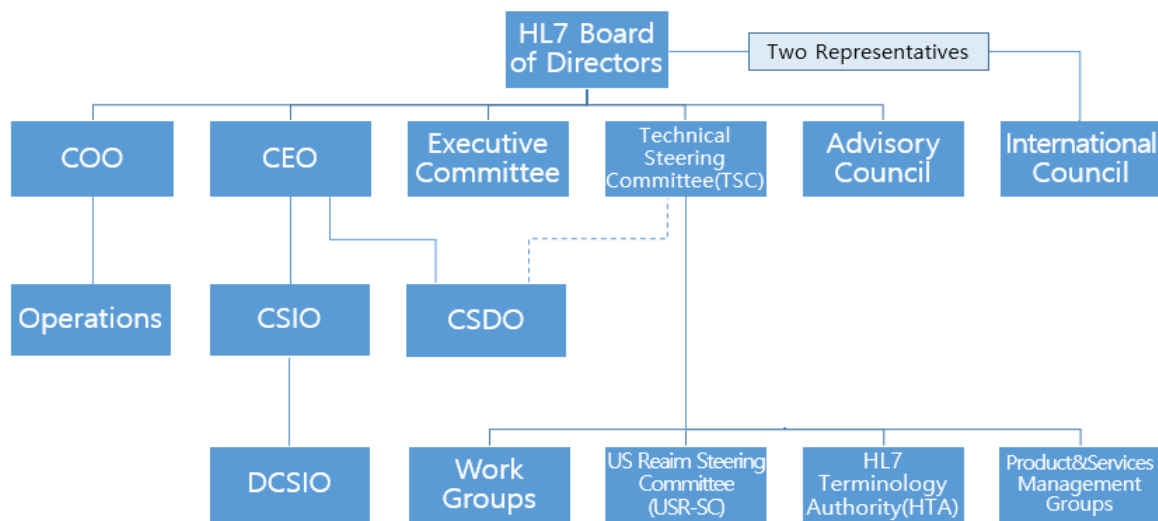 HL7 Board
of Directors
Two Representatives
COO
CEO
Executive
Committee
Technical
Steering
Committee(TSC)
Advisory
Council
International
Council
Operations
CSIO
CSDO
DCSIO
Work
Groups
US Reaim Steering
Committee
(USR-SC)
HL7
Terminology
Authority(HTA)
Product&Services
Management
Groups